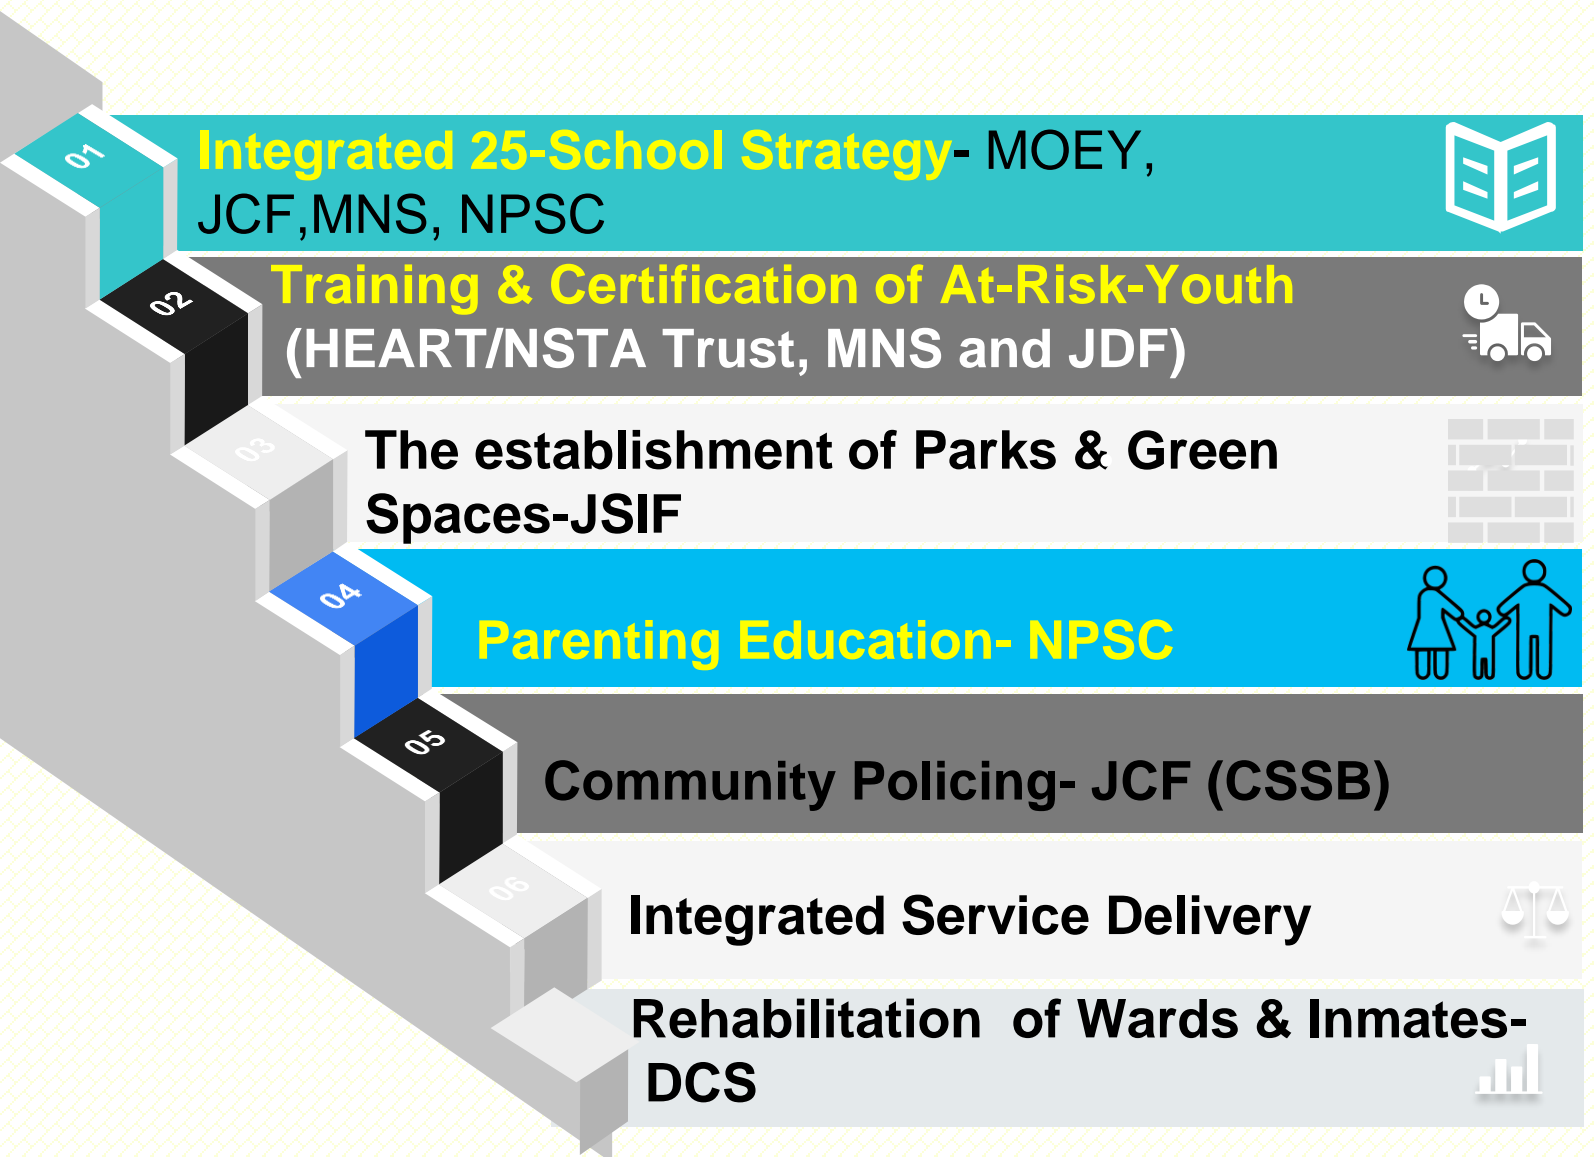 01
Integrated 25-School Strategy- MOEY,
JCF,MNS, NPSC
02
Training & Certification of At-Risk-Youth
(HEART/NSTA Trust, MNS and JDF)
03
The establishment of Parks & Green
Spaces-JSIF
04
Parenting Education- NPSC
05
Community Policing- JCF (CSSB)
06
Integrated Service Delivery
Rehabilitation of Wards & Inmates-
DCS